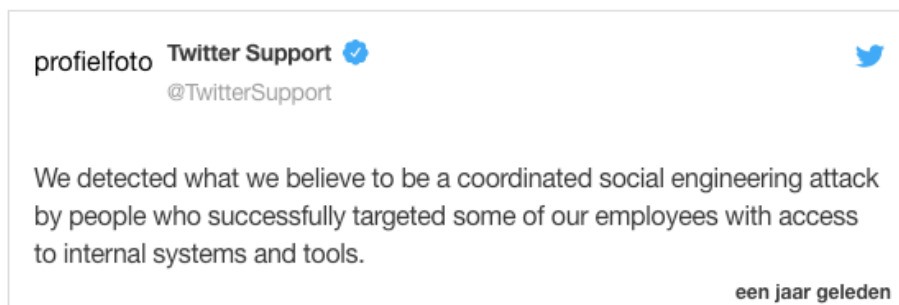 profielfoto Twitter Support
@TwitterSupport
We detected what we believe to be a coordinated social engineering attack
by people who successfully targeted some of our employees with access
to internal systems and tools.
een jaar geleden